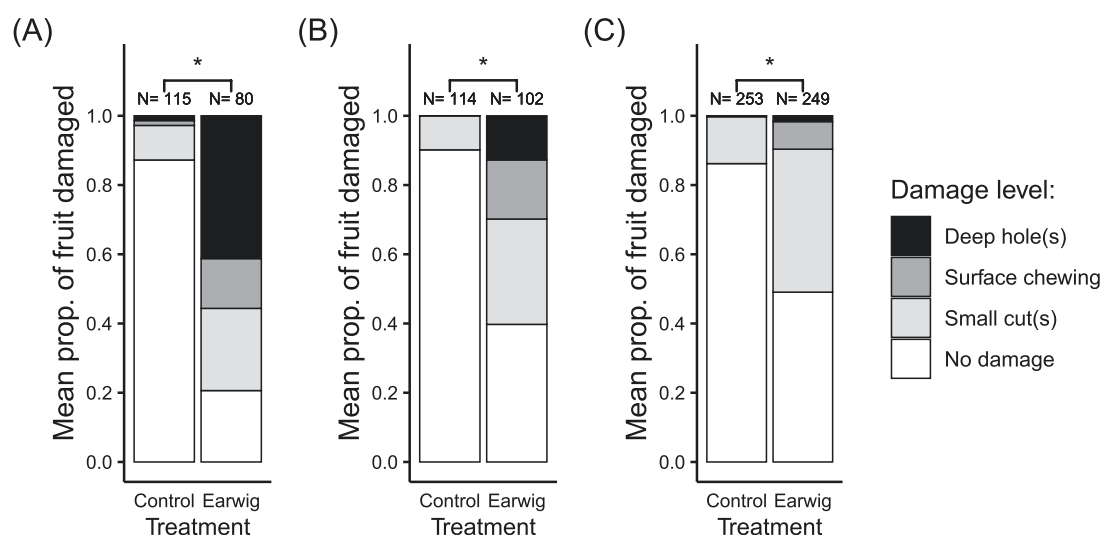 (A)
*
N= 115 N= 80
Mean prop. of fruit damaged
1.0
0.8
0.6
0.4
0.2
0.0
Control Earwig
Treatment
(B)
*
N= 114 N= 102
Mean prop. of fruit damaged
1.0
0.8
0.6
0.4
0.2
0.0
Control Earwig
Treatment
(C)
*
N= 253 N= 249
Mean prop. of fruit damaged
1.0
0.8
0.6
0.4
0.2
0.0
Control Earwig
Treatment
Damage level:
Deep hole(s)
Surface chewing
Small cut(s)
No damage